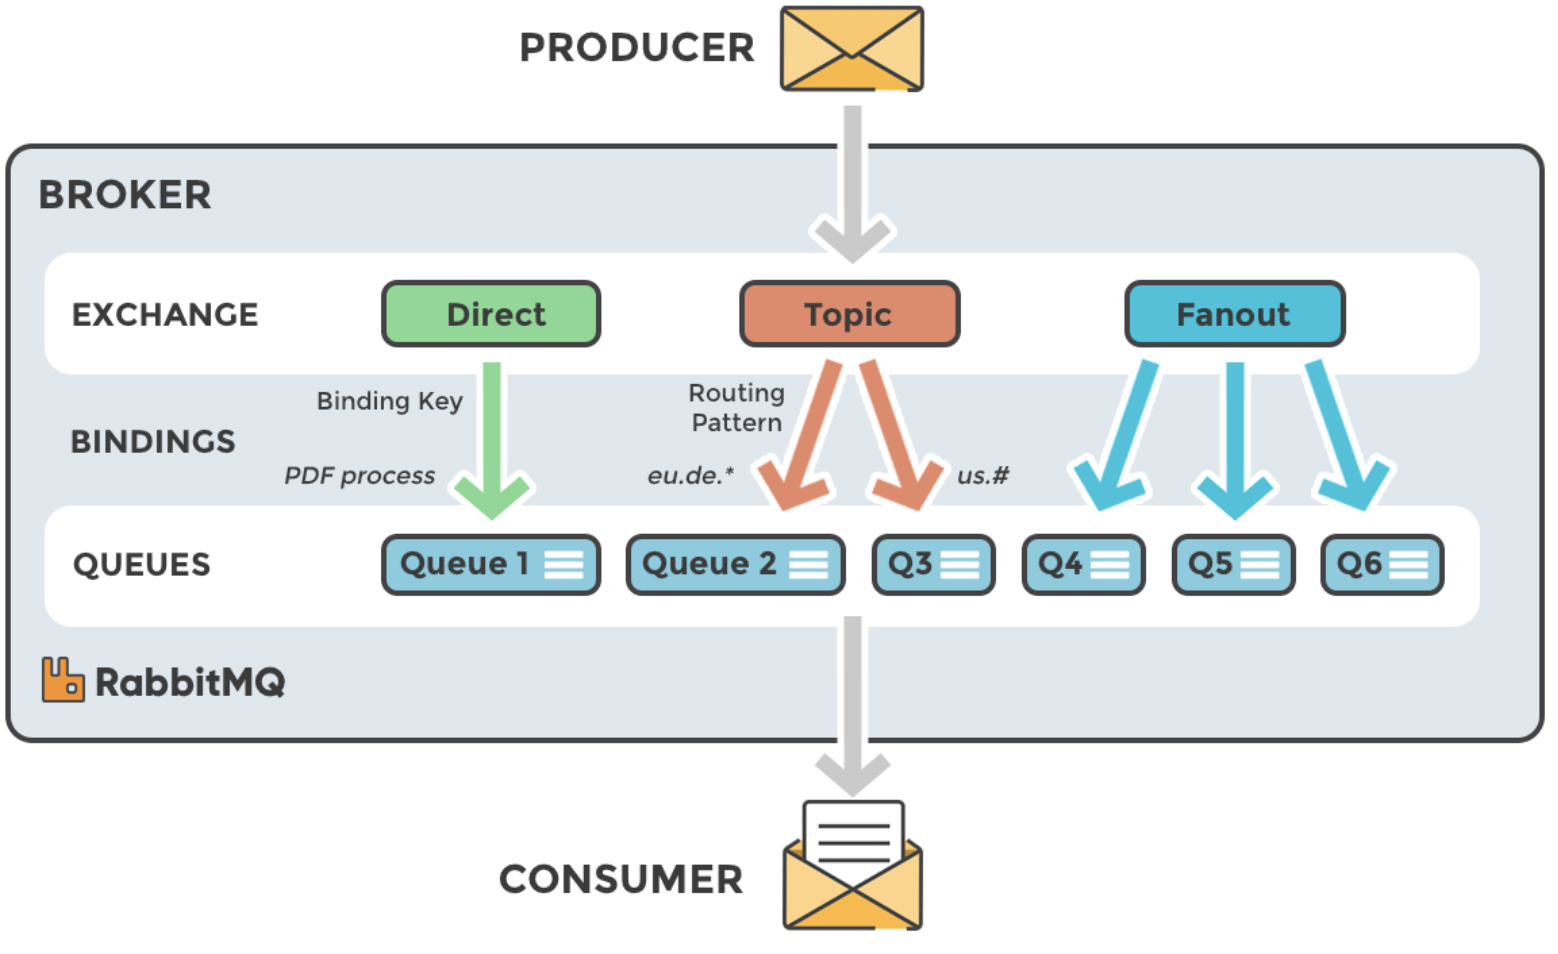 PRODUCER
BROKER
EXCHANGE
Direct
Topic
Fanout
Binding Key
Routing
Pattern
BINDINGS
PDF process
eu.de.*
us.#
QUEUES
Queue 1
Queue 2
Q3
Q4
Q5
Q6
RabbitMQ
CONSUMER